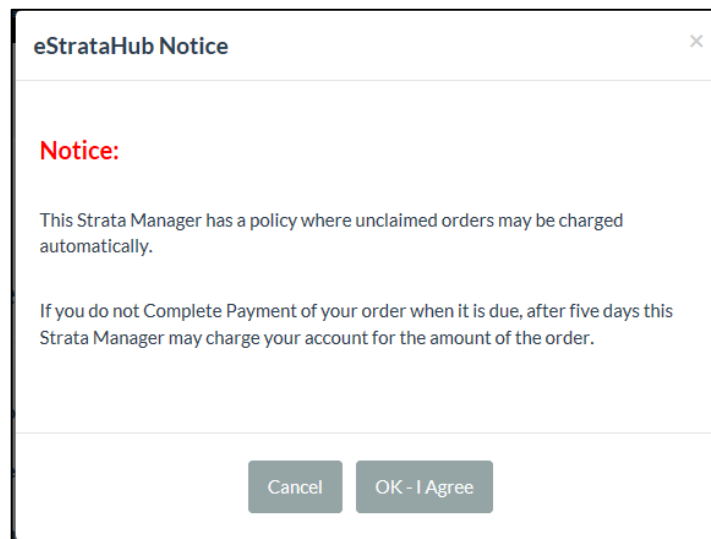 eStrataHub Notice
×
Notice:
This Strata Manager has a policy where unclaimed orders may be charged
automatically.
If you do not Complete Payment of your order when it is due, after five days this
Strata Manager may charge your account for the amount of the order.
Cancel
OK - I Agree